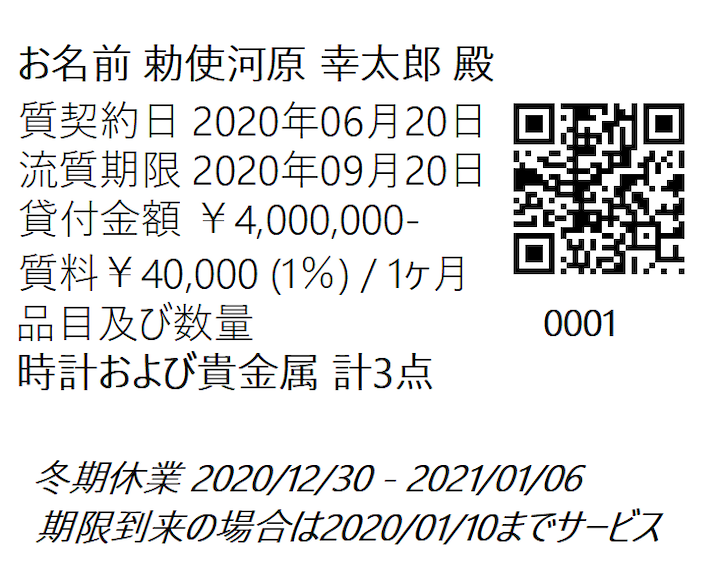 お名前 勅使河原 幸太郎 殿
質契約日 2020年06月20日
流質期限 2020年09月20日
貸付金額 ￥4,000,000-
質料￥40,000 (1%) / 1ヶ月
品目及び数量
0001
時計および貴金属 計3点
冬期休業 2020/12/30 - 2021/01/06
期限到来の場合は2020/01/10までサービス